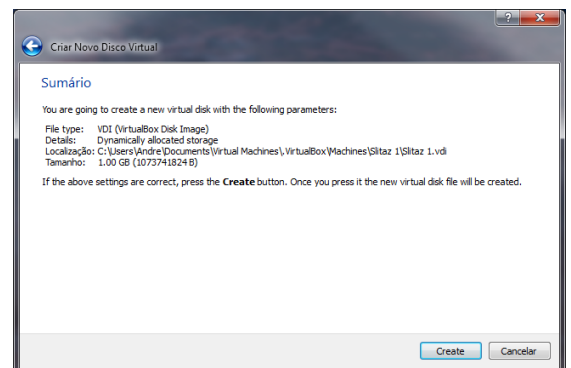 Criar Novo Disco Virtual
Sumário
You are going to create a new virtual disk with the following parameters:
File type: VDI (VirtualBox Disk Image)
Details: Dynamically allocated storage
Localização: C:\Users\Andre\Documents\Virtual Machines\.VirtualBox\Machines\Slitaz 1\Slitaz 1.vdi
Tamanho: 1.00 GB (1073741824 B)
If the above settings are correct, press the Create button. Once you press it the new virtual disk file will be created.
Create Cancelar